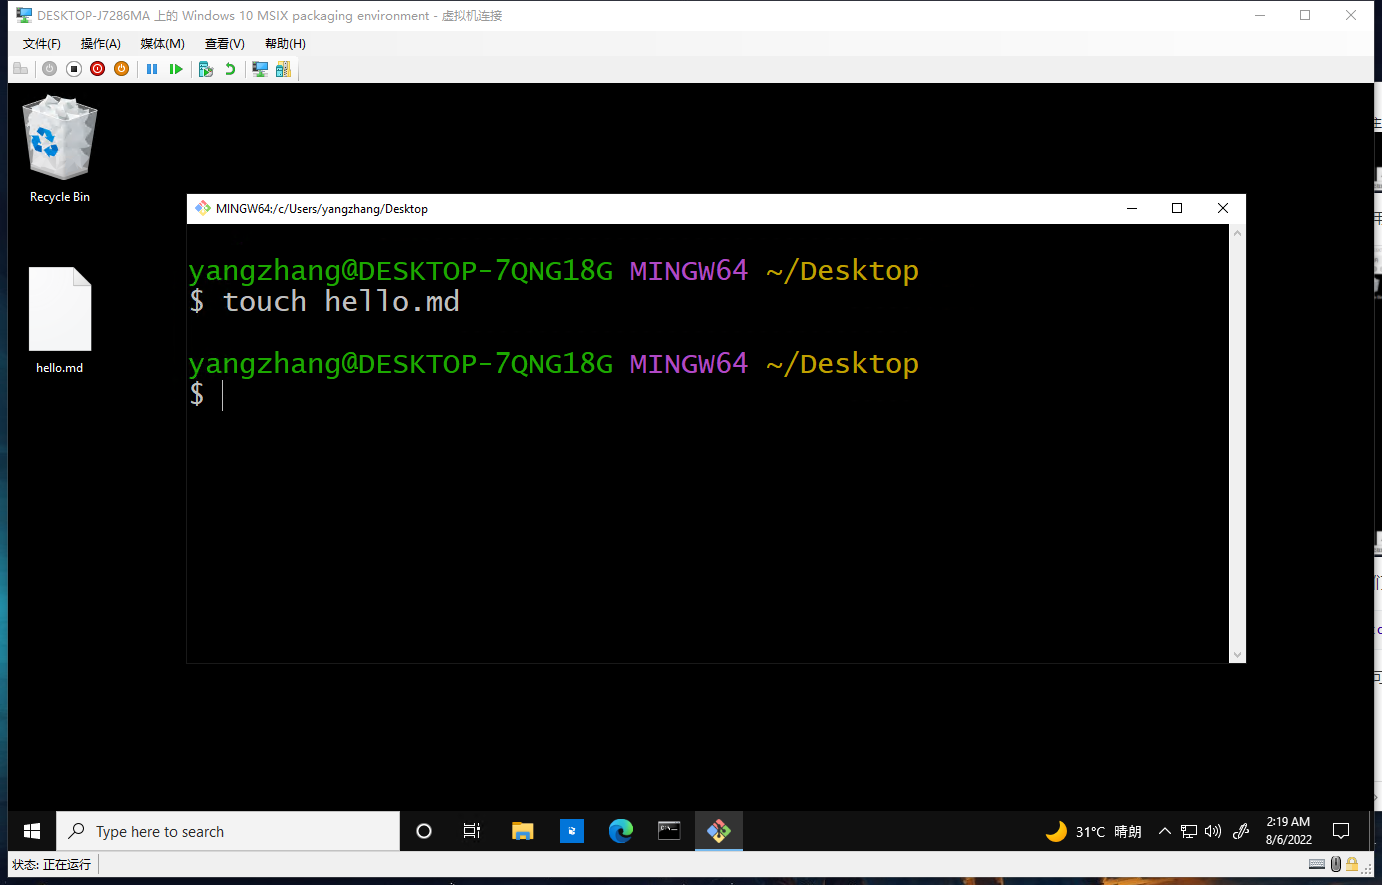 DESKTOP-J7286MA 上的 Windows 10 MSIX packaging environment - 虚拟机连接
文件(F) 操作(A) 媒体(M) 查看(V) 帮助(H)
Recycle Bin
MINGW64:/c/Users/yangzhang/Desktop
yangzhang@DESKTOP-7QNG18G MINGW64 ~/Desktop
$ touch hello.md
yangzhang@DESKTOP-7QNG18G MINGW64 ~/Desktop
$
hello.md
Type here to search
31°C 晴朗
2:19 AM
8/6/2022
状态: 正在运行